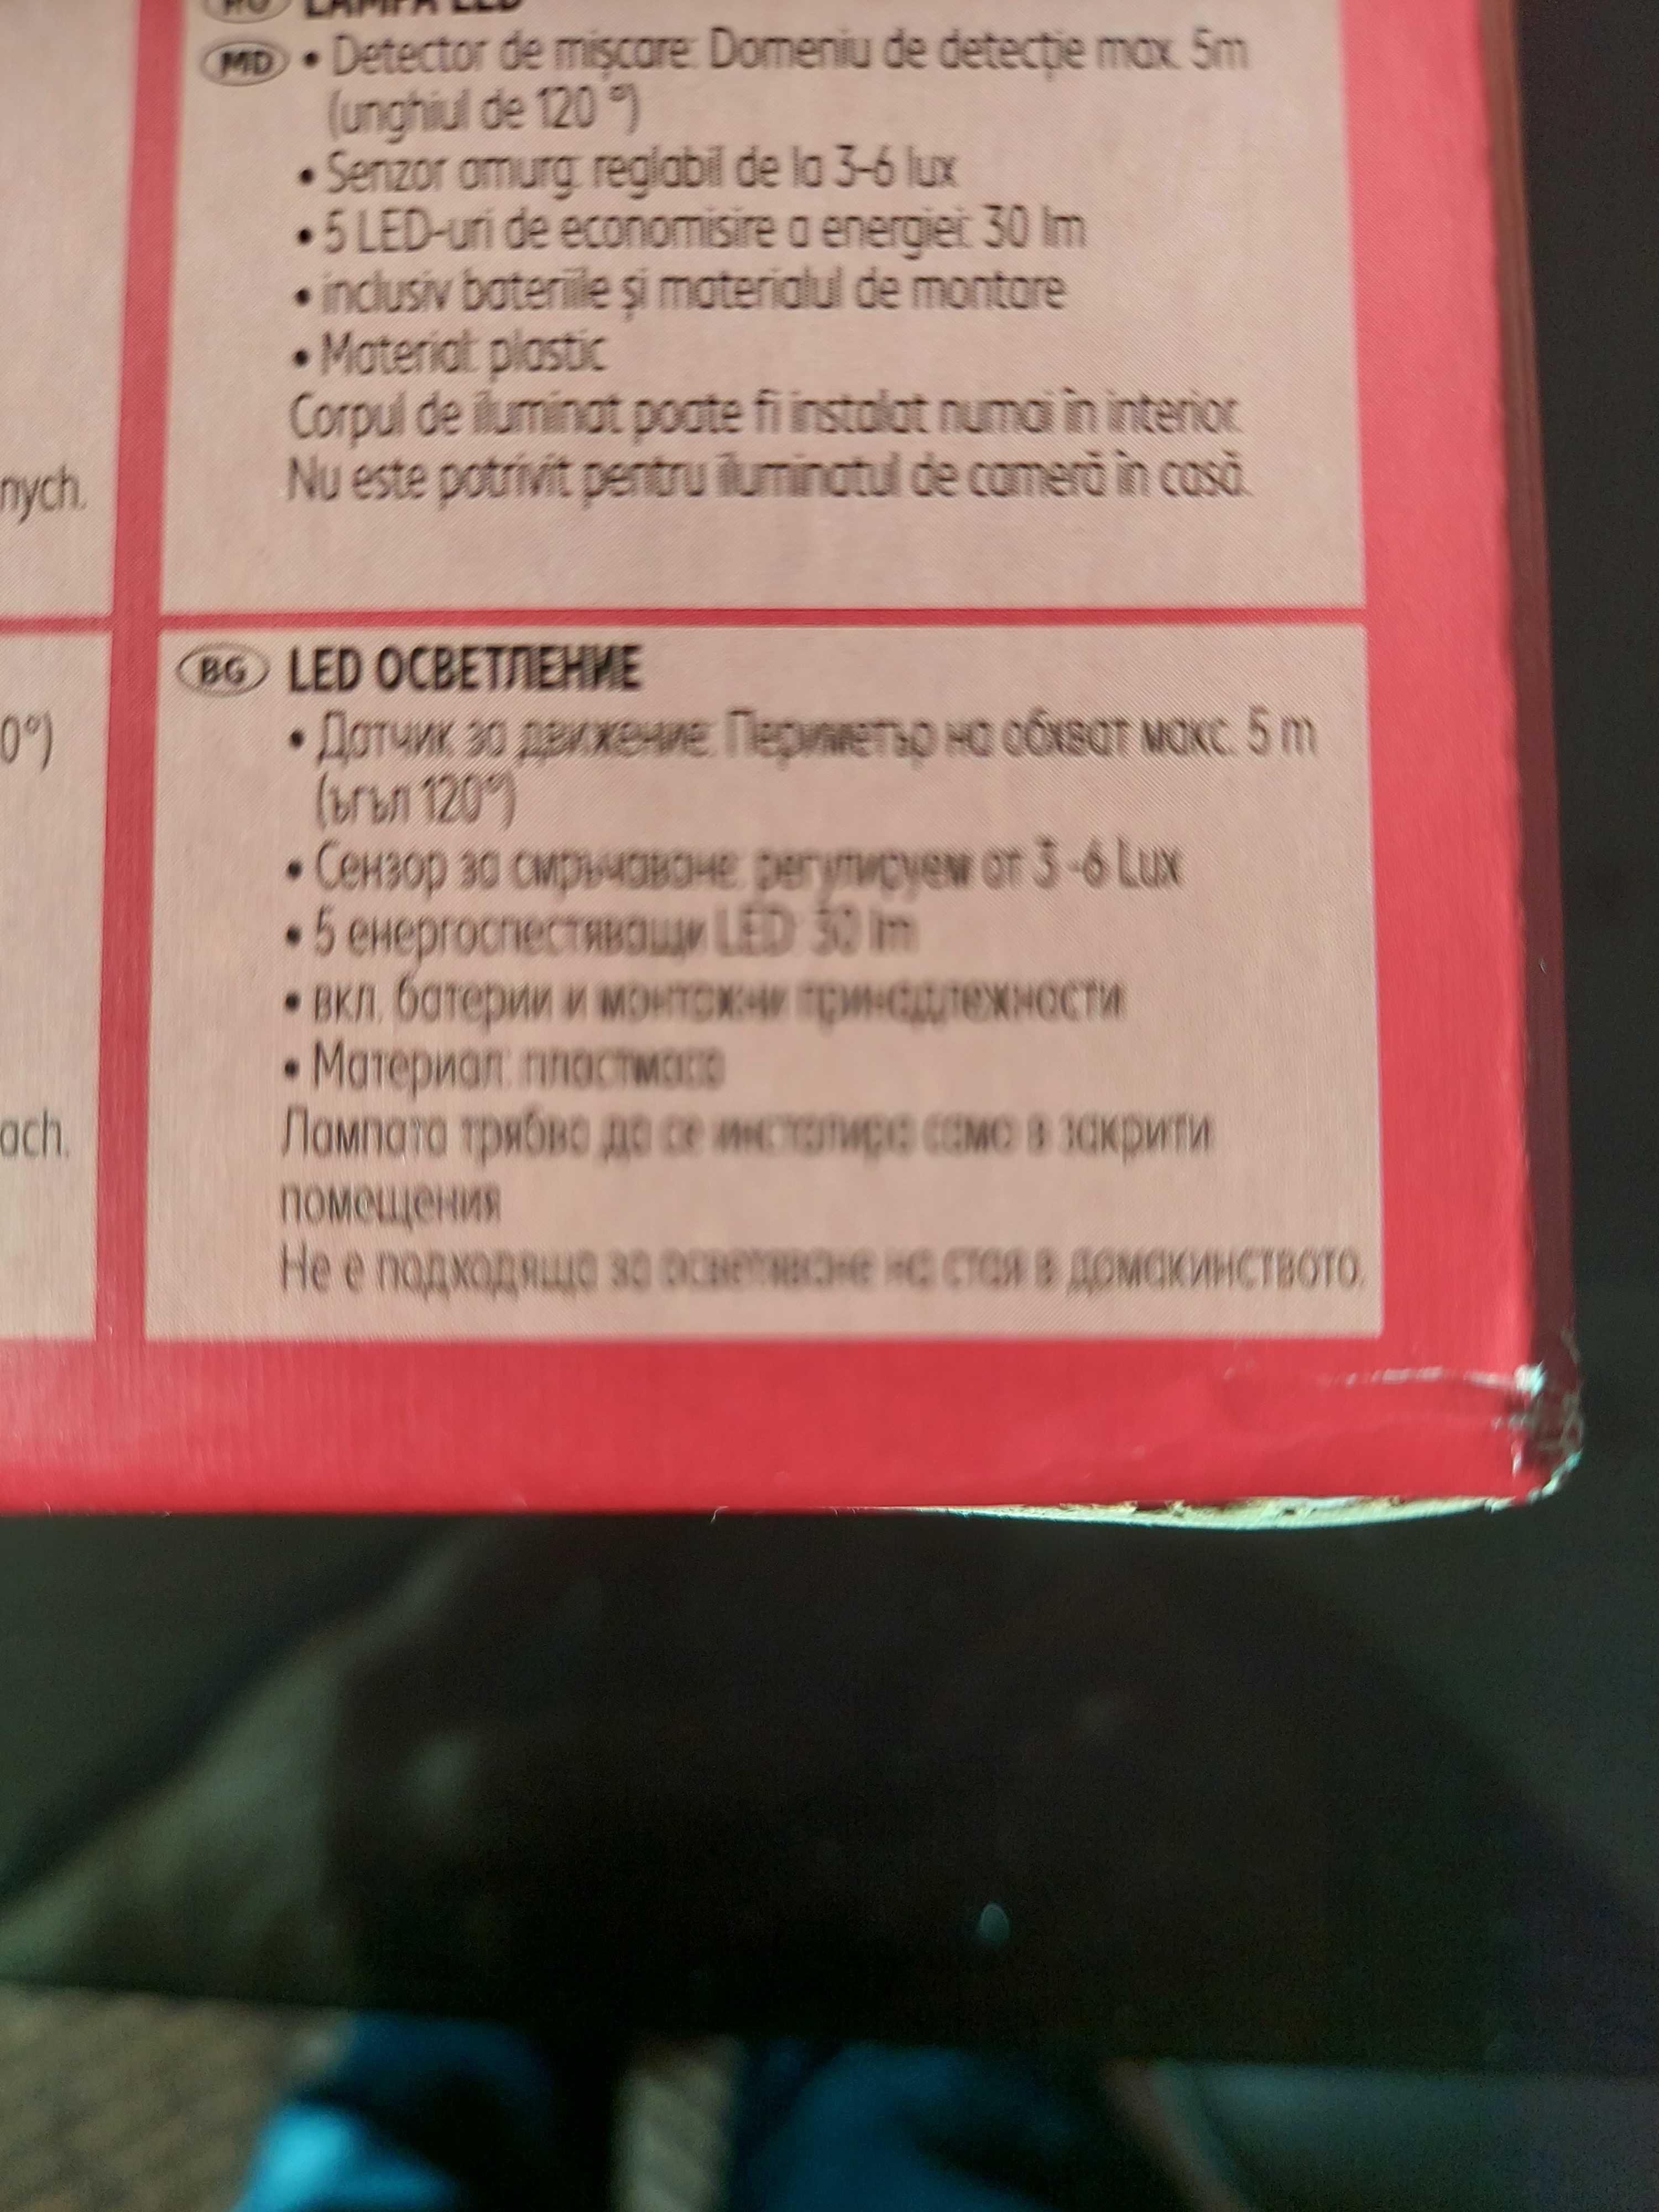 RO LAMPĂ LED
MD • Detector de mișcare: Domeniu de detecție max. 5m
(unghiul de 120 °)
• Senzor amurg: reglabil de la 3-6 lux
• 5 LED-uri de economisire a energiei: 30 lm
• inclusiv bateriile și materialul de montare
• Material: plastic
Corpul de iluminat poate fi instalat numai în interior.
Nu este potrivit pentru iluminatul de cameră în casă.
nych.
BG LED ОСВЕТЛЕНИЕ
• Датчик за движение: Периметър на обхват макс. 5 m
(ъгъл 120°)
• Сензор за смръчаване: регулируем от 3 -6 Lux
• 5 енергоспестяващи LED: 30 lm
• вкл. батерии и монтажни принадлежности
• Материал: пластмаса
Лампата трябва да се инсталира само в закрити
помещения
Не е подходяща за осветяване на стая в домакинството.
0°)
ach.